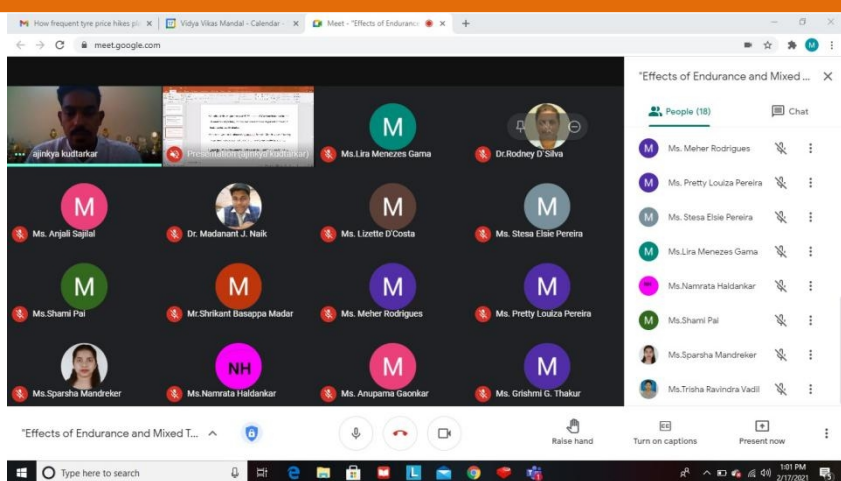 How frequent tyre price hikes pl
Vidya Vikas Mandal - Calendar -
Meet - "Effects of Endurance
meet.google.com
M
"Effects of Endurance and Mixed ...
People (18)
Chat
ajinkya kudtarkar
Presentation (ajinkya kudtarkar)
M
Ms.Lira Menezes Gama
Dr.Rodney D'Silva
M
Ms. Anjali Sajilal
Dr. Madanant J. Naik
M
Ms. Lizette D'Costa
M
Ms. Stesa Elsie Pereira
M
Ms.Shami Pai
M
Mr.Shrikant Basappa Madar
M
Ms. Meher Rodrigues
M
Ms. Pretty Louiza Pereira
Ms.Sparsha Mandreker
NH
Ms.Namrata Haldankar
M
Ms. Anupama Gaonkar
M
Ms. Grishmi G. Thakur
M
Ms. Meher Rodrigues
M
Ms. Pretty Louiza Pereira
M
Ms. Stesa Elsie Pereira
M
Ms.Lira Menezes Gama
NH
Ms.Namrata Haldankar
M
Ms.Shami Pai
Ms.Sparsha Mandreker
Ms.Trisha Ravindra Vadil
"Effects of Endurance and Mixed T...
Raise hand
Turn on captions
Present now
Type here to search
1:01 PM
2/17/2021